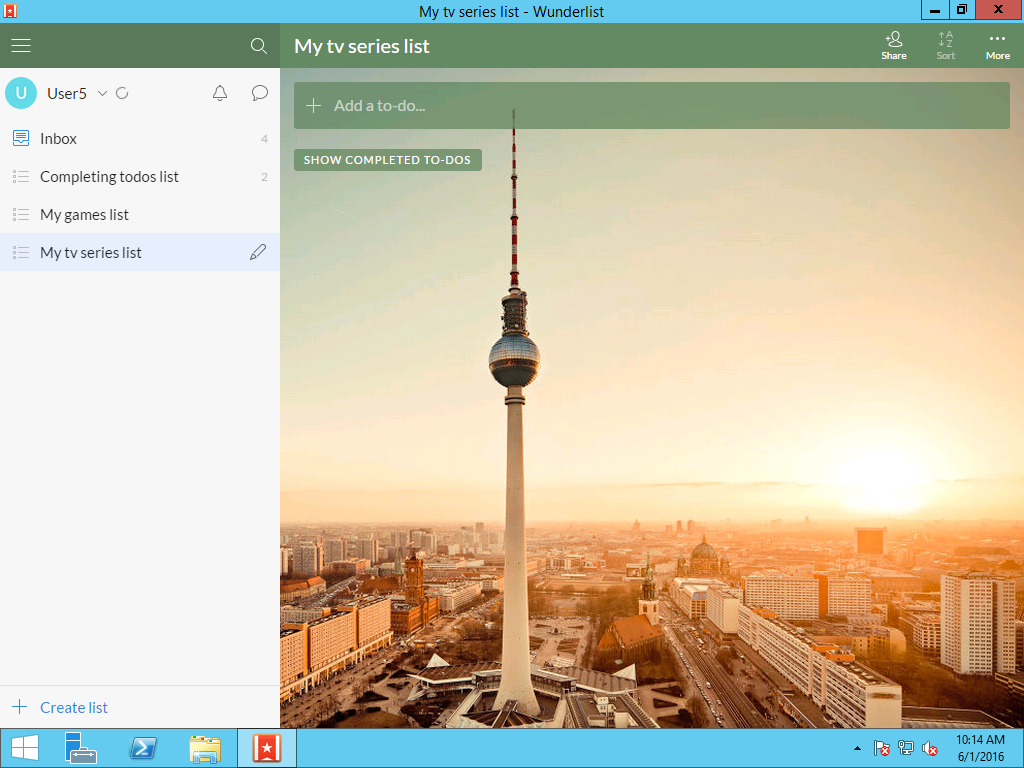 My tv series list - Wunderlist
My tv series list
Share
Sort
More
U
User5
Add a to-do...
Inbox
4
SHOW COMPLETED TO-DOS
Completing todos list
2
My games list
My tv series list
Create list
10:14 AM
6/1/2016